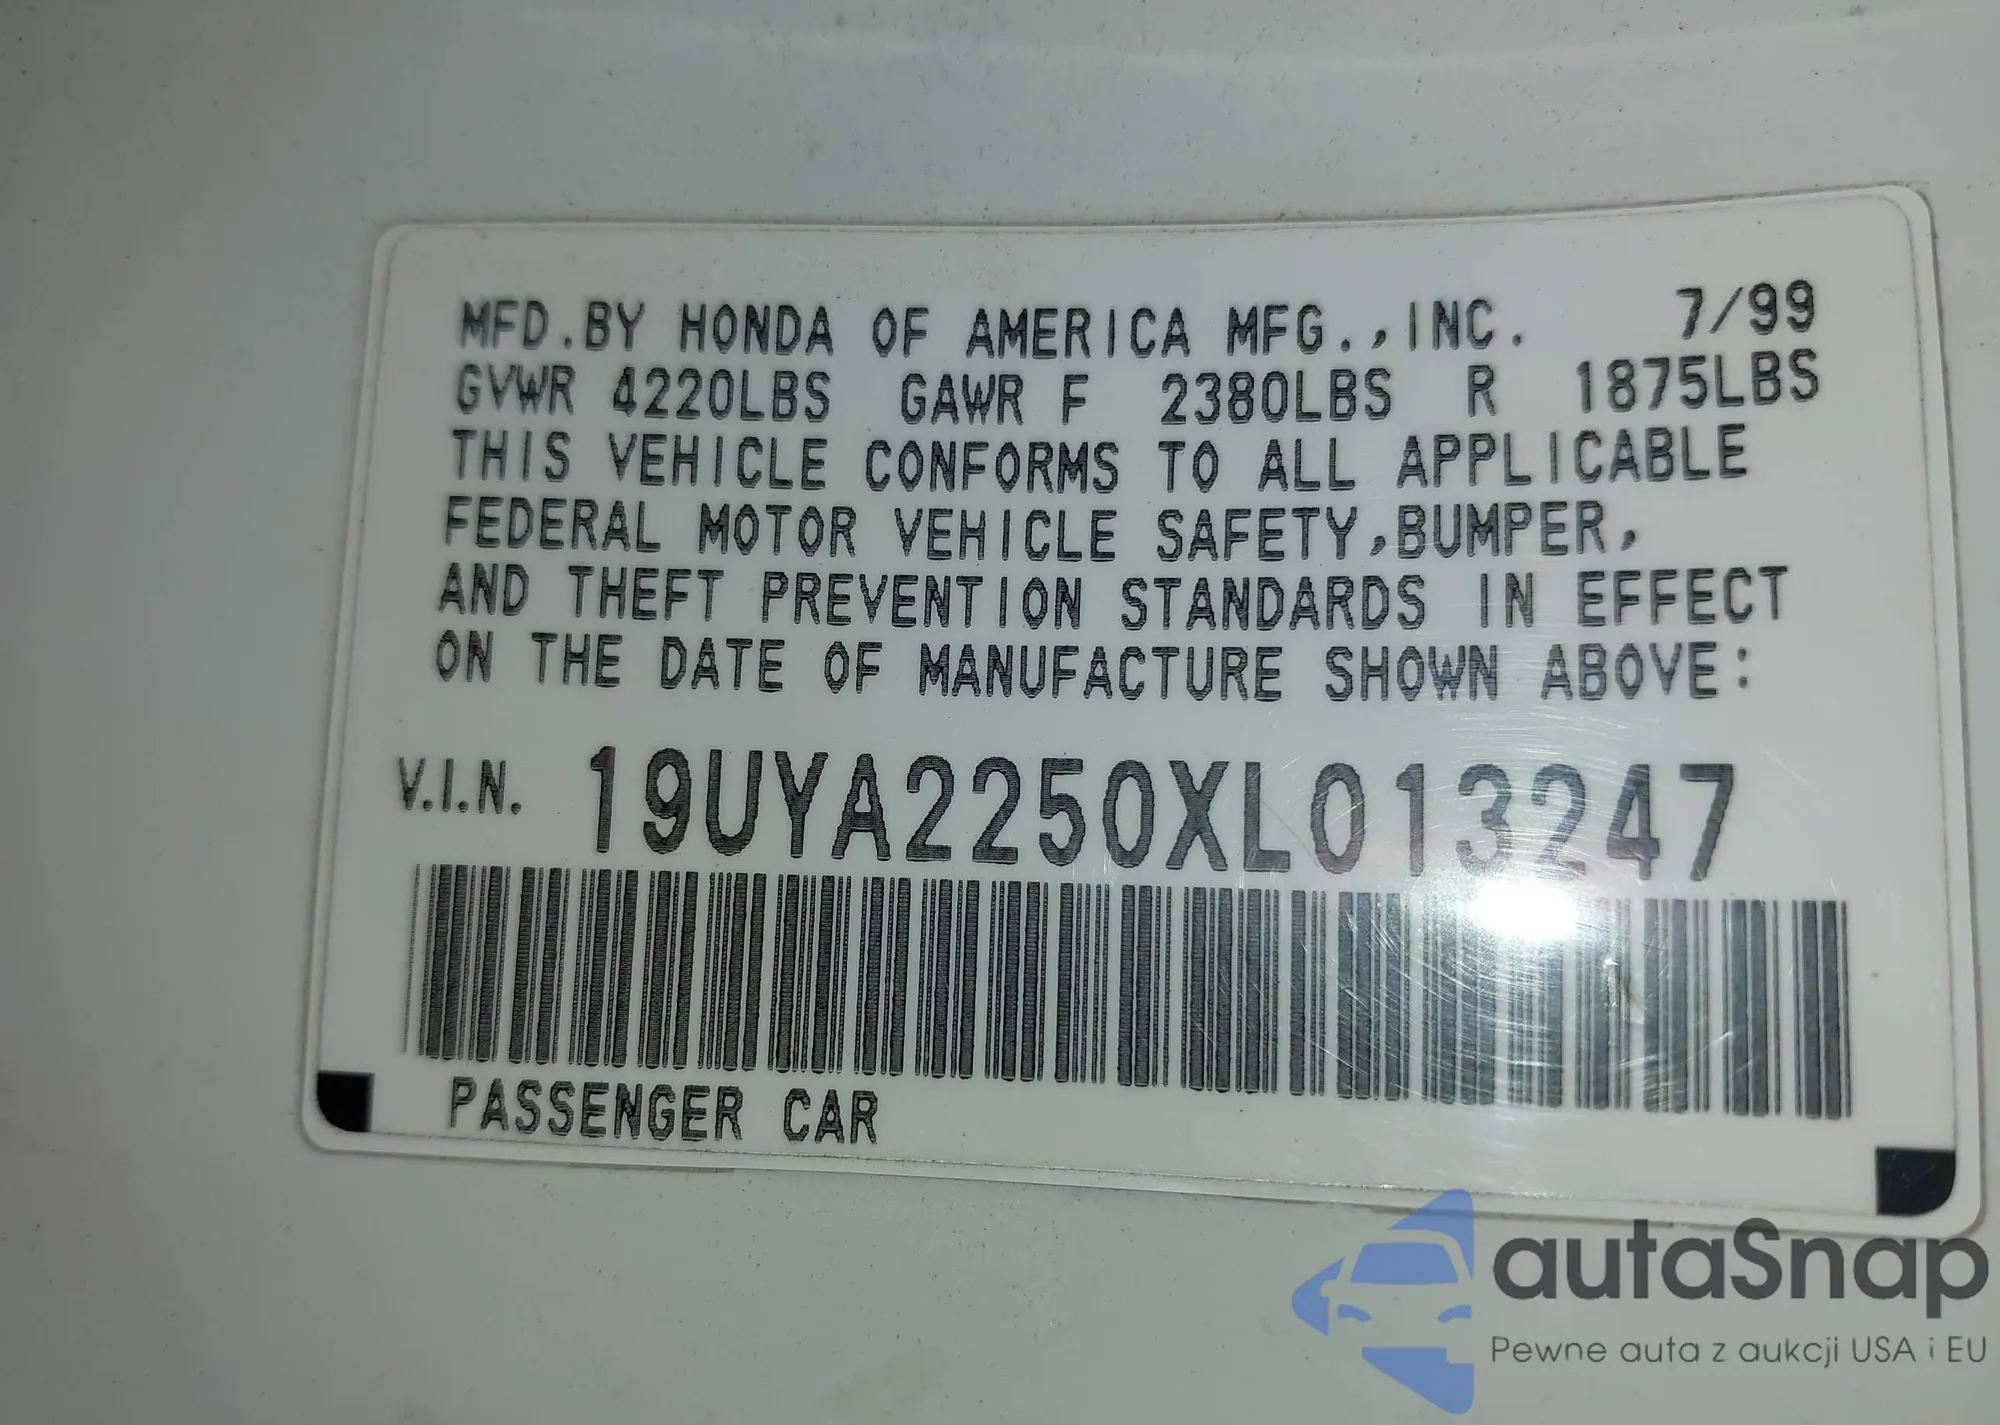 MFD.BY HONDA OF AMERICA MFG.,INC. 7/99
GVWR 4220LBS GAWR F 2380LBS R 1875LBS
THIS VEHICLE CONFORMS TO ALL APPLICABLE
FEDERAL MOTOR VEHICLE SAFETY,BUMPER,
AND THEFT PREVENTION STANDARDS IN EFFECT
ON THE DATE OF MANUFACTURE SHOWN ABOVE:
V.I.N. 19UYA2250XL013247
PASSENGER CAR
autaSnap
Pewne auta z aukcji USA i EU